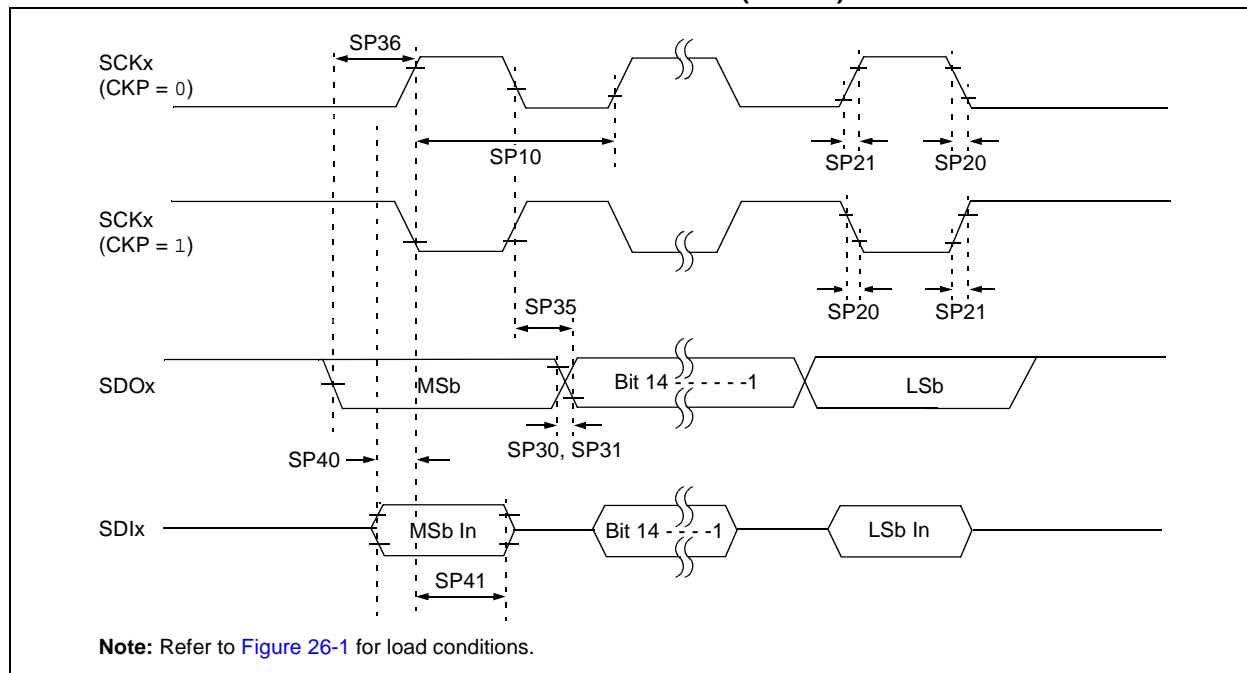 SP36
SCKx
(CKP = 0)
SP10
SP21
SP20
SCKx
(CKP = 1)
SP35
SP20
SP21
SDOx
MSb
Bit 14 - - - - - -1
LSb
SP30, SP31
SP40
SDIx
MSb In
Bit 14 - - - -1
LSb In
SP41
Note: Refer to Figure 26-1 for load conditions.